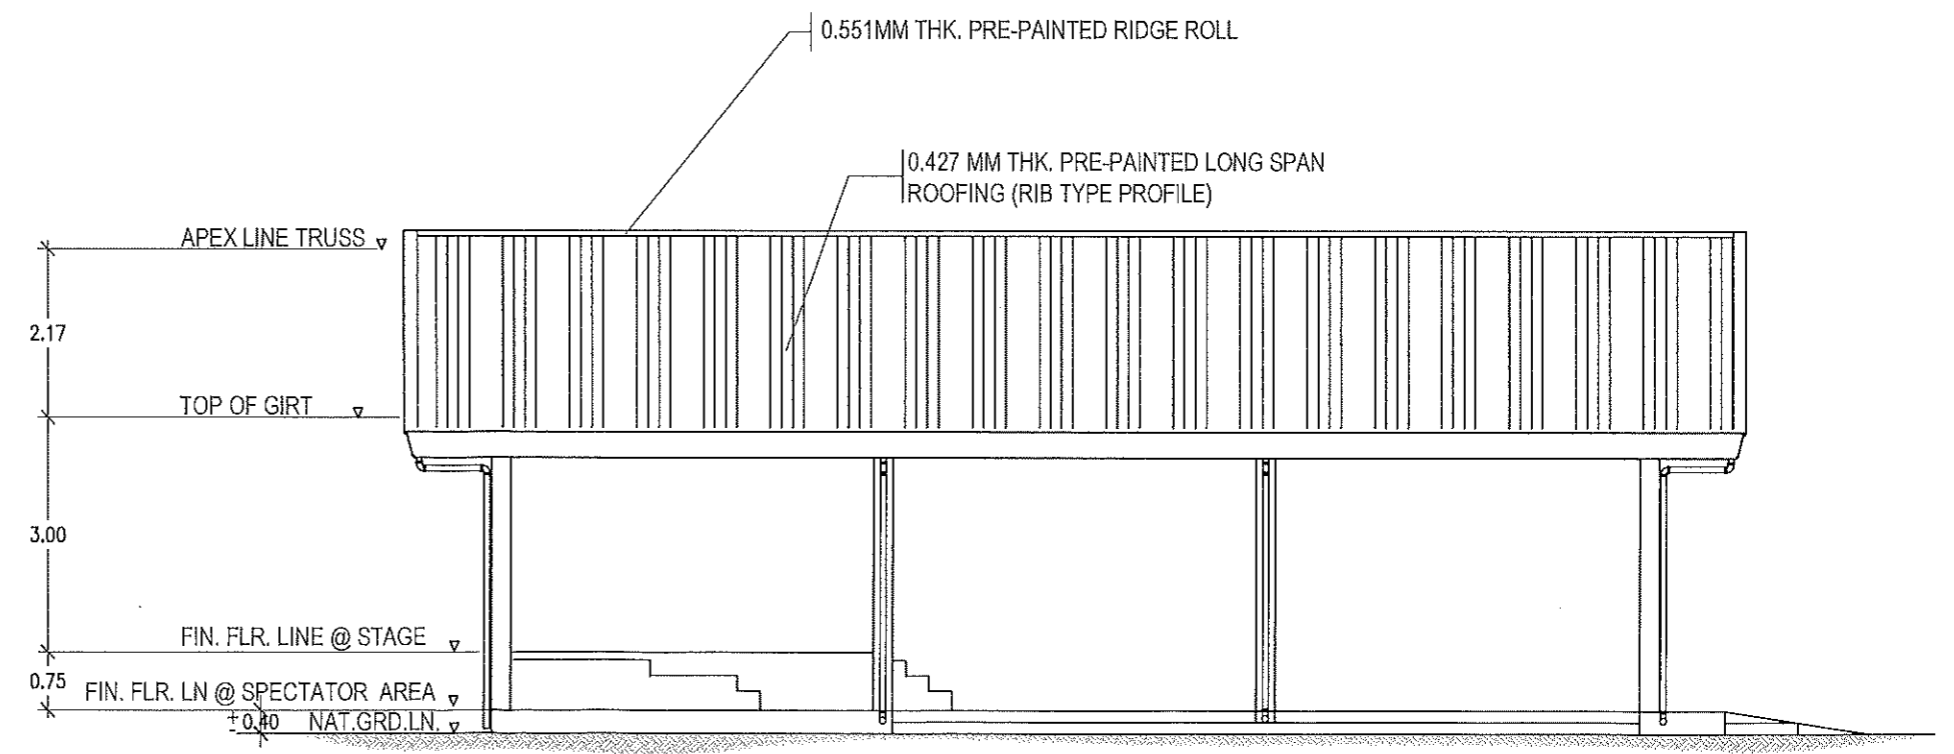 0.551MM THK. PRE-PAINTED RIDGE ROLL
0.427 MM THK. PRE-PAINTED LONG SPAN
ROOFING (RIB TYPE PROFILE)
APEX LINE TRUSS
2.17
TOP OF GIRT
3.00
FIN. FLR. LINE @ STAGE
0.75
FIN. FLR. LN @ SPECTATOR AREA
±0.40 NAT.GRD.LN.